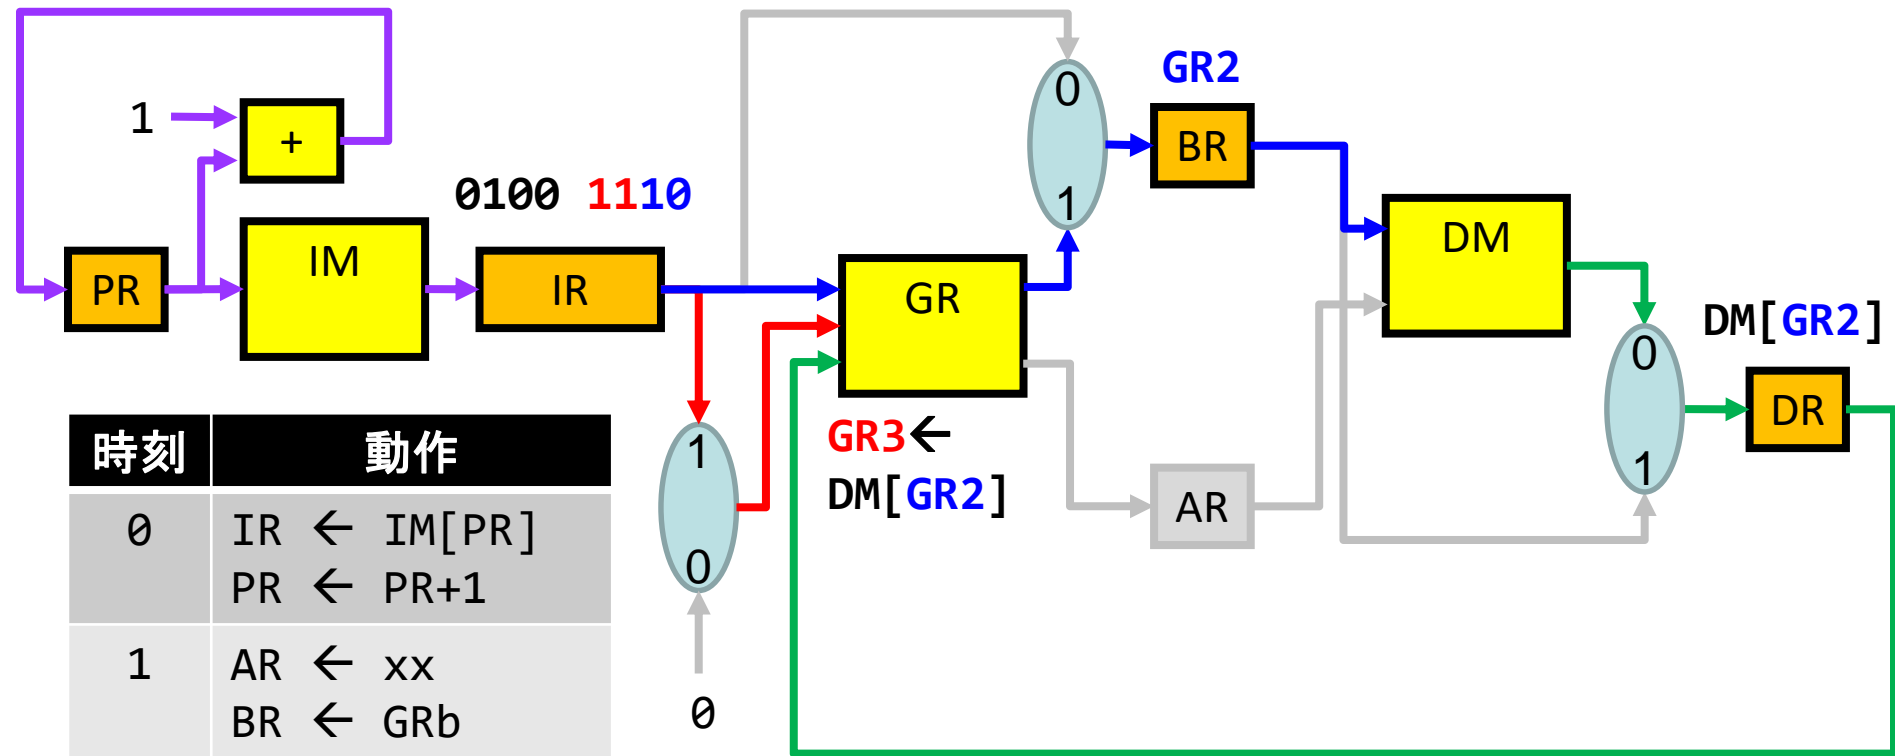 1
+
0100 1110
PR
IM
IR
0
1
GR2
BR
GR
GR3←
DM[GR2]
AR
DM
0
1
DM[GR2]
DR
1
0
0
時刻 動作
0 IR ← IM[PR]
PR ← PR+1
1 AR ← xx
BR ← GRb